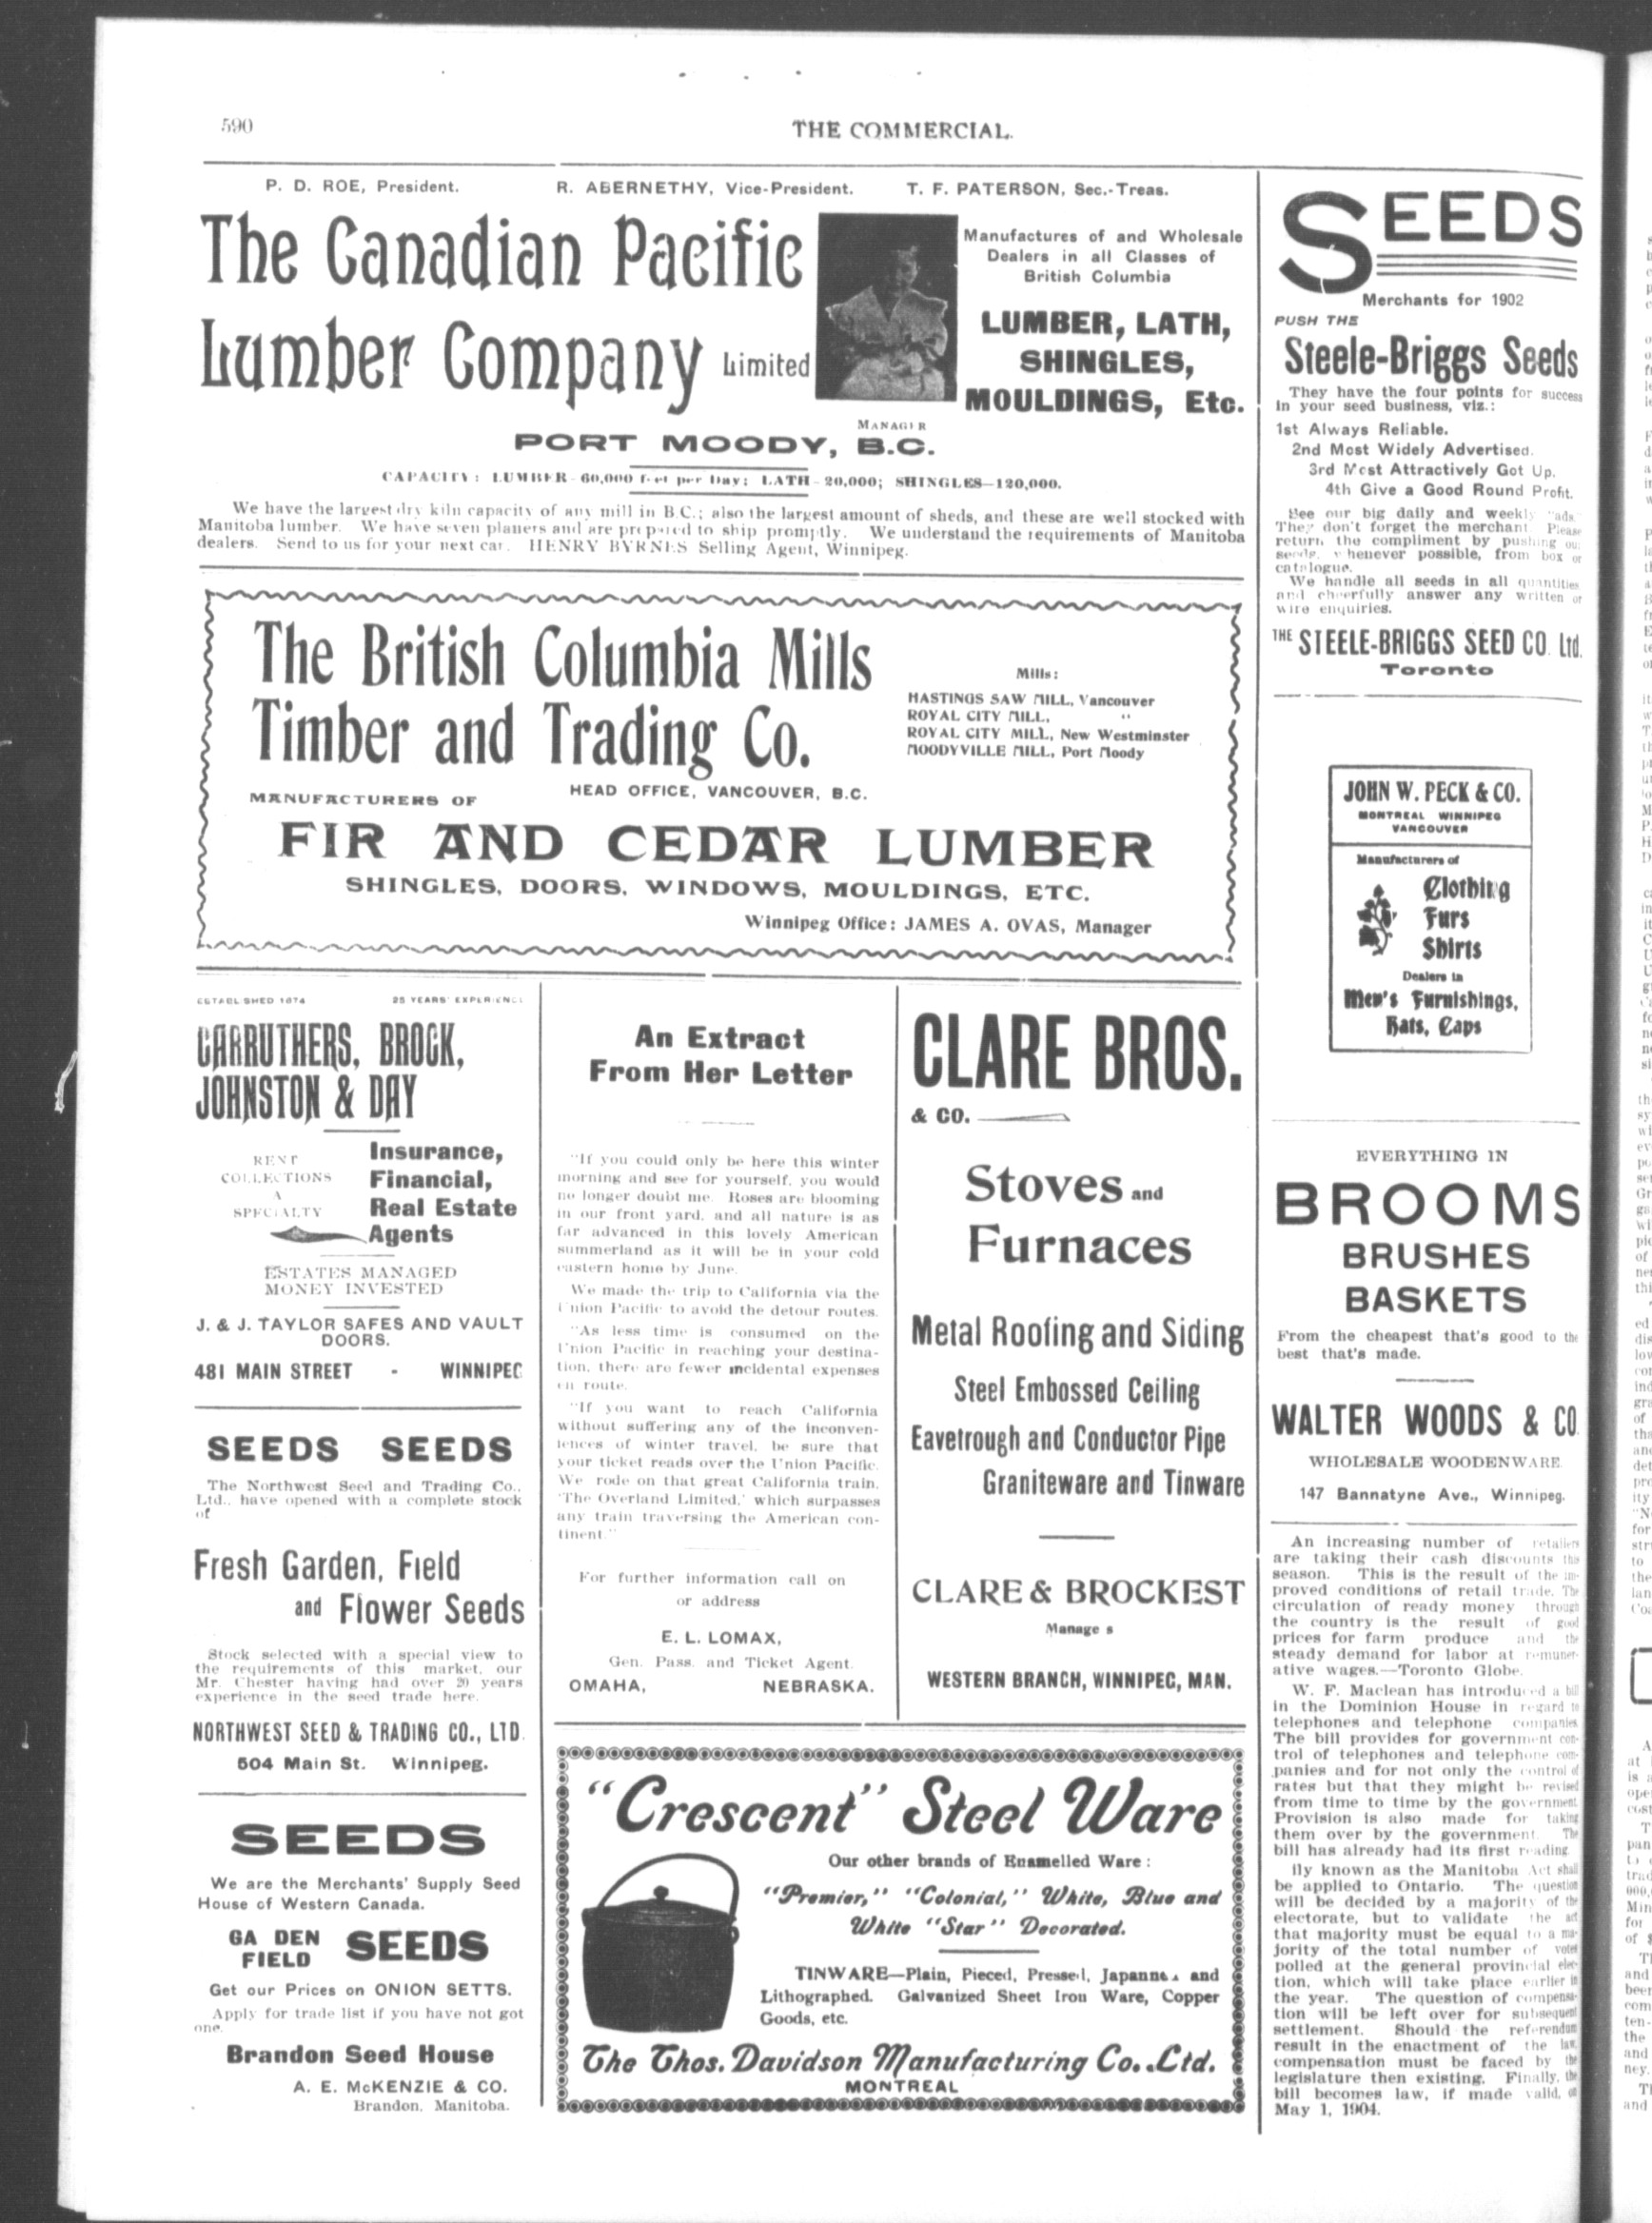 590
THE COMMERCIAL.
P. D. ROE, President. R. ABERNETHY, Vice-President. T. F. PATERSON, Sec.-Treas.
The Canadian Pacific
Lumber Company Limited
Manufactures of and Wholesale
Dealers in all Classes of
British Columbia
LUMBER, LATH,
SHINGLES,
MOULDINGS, Etc.
MANAGER
PORT MOODY, B.C.
CAPACITY: LUMBER-60,000 feet per Day; LATH-20,000; SHINGLES—120,000.
We have the largest dry kiln capacity of any mill in B.C.; also the largest amount of sheds, and these are well stocked with
Manitoba lumber. We have seven planers and are prepared to ship promptly. We understand the requirements of Manitoba
dealers. Send to us for your next car. HENRY BYRNES Selling Agent, Winnipeg.
The British Columbia Mills
Timber and Trading Co.
Mills:
HASTINGS SAW MILL, Vancouver
ROYAL CITY MILL, "
ROYAL CITY MILL, New Westminster
MOODYVILLE MILL, Port Moody
HEAD OFFICE, VANCOUVER, B.C.
MANUFACTURERS OF
FIR AND CEDAR LUMBER
SHINGLES, DOORS, WINDOWS, MOULDINGS, ETC.
Winnipeg Office: JAMES A. OVAS, Manager
ESTABLISHED 1874 25 YEARS' EXPERIENCE
CARRUTHERS, BROCK,
JOHNSTON & DAY
RENT
COLLECTIONS
A
SPECIALTY
Insurance,
Financial,
Real Estate
Agents
ESTATES MANAGED
MONEY INVESTED
J. & J. TAYLOR SAFES AND VAULT
DOORS.
481 MAIN STREET - WINNIPEG
SEEDS SEEDS
The Northwest Seed and Trading Co.,
Ltd., have opened with a complete stock
of
Fresh Garden, Field
and Flower Seeds
Stock selected with a special view to
the requirements of this market, our
Mr. Chester having had over 20 years
experience in the seed trade here.
NORTHWEST SEED & TRADING CO., LTD.
504 Main St. Winnipeg.
SEEDS
We are the Merchants' Supply Seed
House of Western Canada.
GA DEN
FIELD SEEDS
Get our Prices on ONION SETTS.
Apply for trade list if you have not got
one.
Brandon Seed House
A. E. McKENZIE & CO.
Brandon, Manitoba.
An Extract
From Her Letter
"If you could only be here this winter
morning and see for yourself, you would
no longer doubt me. Roses are blooming
in our front yard, and all nature is as
far advanced in this lovely American
summerland as it will be in your cold
eastern home by June.
We made the trip to California via the
Union Pacific to avoid the detour routes.
"As less time is consumed on the
Union Pacific in reaching your destina-
tion, there are fewer incidental expenses
en route.
"If you want to reach California
without suffering any of the inconven-
iences of winter travel, be sure that
your ticket reads over the Union Pacific.
We rode on that great California train,
'The Overland Limited,' which surpasses
any train traversing the American con-
tinent."
For further information call on
or address
E. L. LOMAX,
Gen. Pass. and Ticket Agent.
OMAHA, NEBRASKA.
CLARE BROS.
& CO.
Stoves and
Furnaces
Metal Roofing and Siding
Steel Embossed Ceiling
Eavetrough and Conductor Pipe
Graniteware and Tinware
CLARE & BROCKEST
Manage s
WESTERN BRANCH, WINNIPEG, MAN.
"Crescent" Steel Ware
Our other brands of Enamelled Ware:
"Premier," "Colonial," White, Blue and
White "Star" Decorated.
TINWARE—Plain, Pieced, Pressed, Japanned and
Lithographed. Galvanized Sheet Iron Ware, Copper
Goods, etc.
The Thos. Davidson Manufacturing Co. Ltd.
MONTREAL
SEEDS
Merchants for 1902
PUSH THE
Steele-Briggs Seeds
They have the four points for success
in your seed business, viz.:
1st Always Reliable.
2nd Most Widely Advertised.
3rd Most Attractively Got Up.
4th Give a Good Round Profit.
See our big daily and weekly "ads."
They don't forget the merchant. Please
return the compliment by pushing our
seeds, whenever possible, from box or
catalogue.
We handle all seeds in all quantities
and cheerfully answer any written or
wire enquiries.
THE STEELE-BRIGGS SEED CO. Ltd.
Toronto
JOHN W. PECK & CO.
MONTREAL WINNIPEG
VANCOUVER
Manufacturers of
Clothing
Furs
Shirts
Dealers in
Men's Furnishings,
Hats, Caps
EVERYTHING IN
BROOMS
BRUSHES
BASKETS
From the cheapest that's good to the
best that's made.
WALTER WOODS & CO
WHOLESALE WOODENWARE
147 Bannatyne Ave., Winnipeg.
An increasing number of retailers
are taking their cash discounts this
season. This is the result of the im-
proved conditions of retail trade. The
circulation of ready money through
the country is the result of good
prices for farm produce and the
steady demand for labor at remuner-
ative wages.—Toronto Globe.
W. F. Maclean has introduced a bill
in the Dominion House in regard to
telephones and telephone companies
The bill provides for government con-
trol of telephones and telephone com-
panies and for not only the control of
rates but that they might be revised
from time to time by the government.
Provision is also made for taking
them over by the government. The
bill has already had its first reading.
lly known as the Manitoba Act shall
be applied to Ontario. The question
will be decided by a majority of the
electorate, but to validate the act
that majority must be equal to a ma-
jority of the total number of votes
polled at the general provincial elec-
tion, which will take place earlier in
the year. The question of compensa-
tion will be left over for subsequent
settlement. Should the referendum
result in the enactment of the law,
compensation must be faced by the
legislature then existing. Finally, the
bill becomes law, if made valid, on
May 1, 1904.